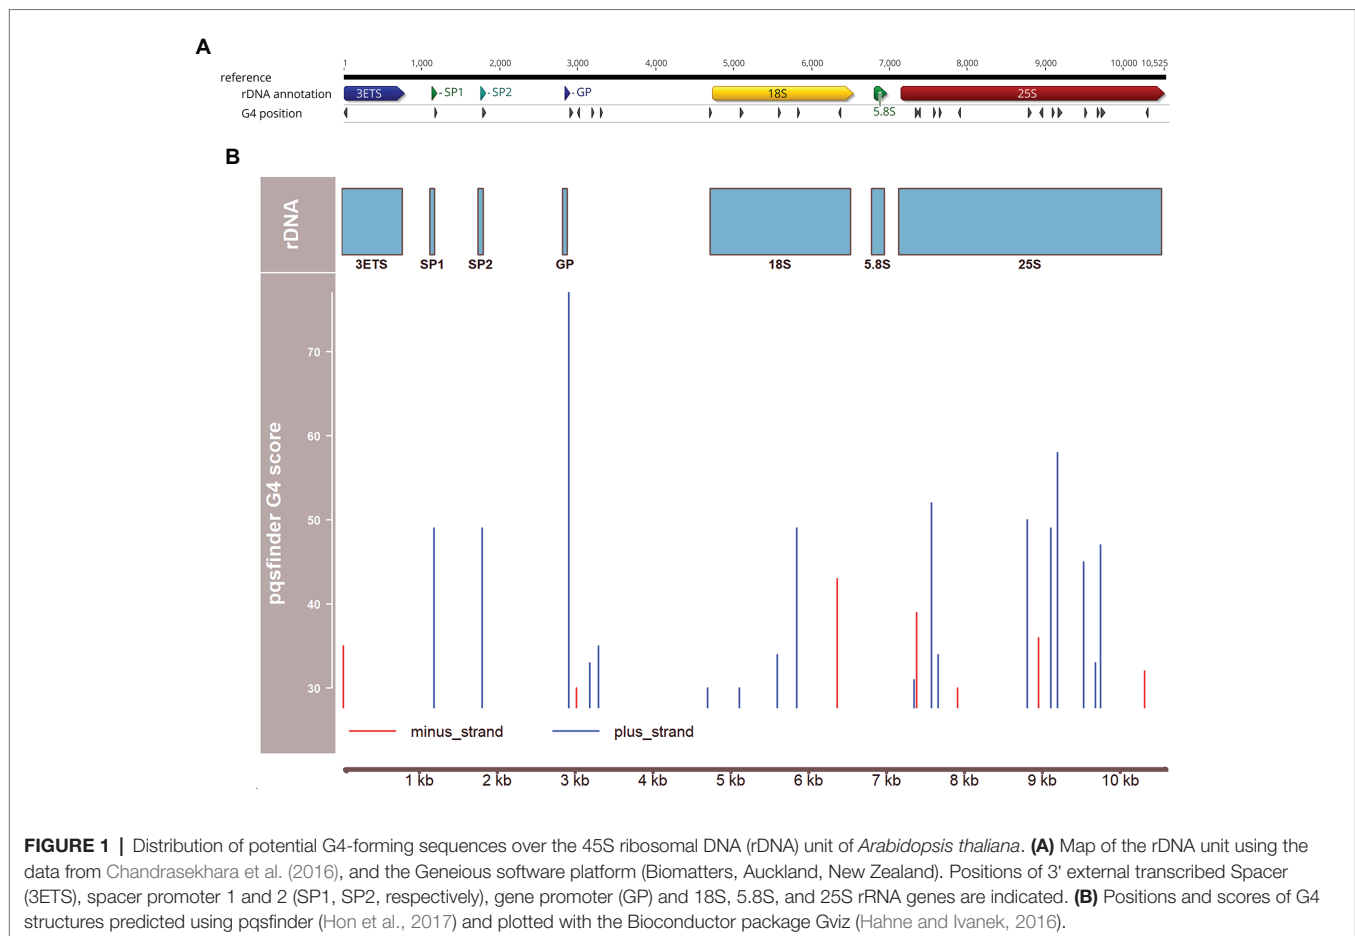 A
1 1,000 2,000 3,000 4,000 5,000 6,000 7,000 8,000 9,000 10,000 10,525
reference
rDNA annotation 3ETS - SP1 - SP2 - GP 18S 25S
G4 position 5.8S
B
rDNA
3ETS SP1 SP2 GP 18S 5.8S 25S
pqsfinder G4 score
70
60
50
40
30
minus_strand plus_strand
1 kb 2 kb 3 kb 4 kb 5 kb 6 kb 7 kb 8 kb 9 kb 10 kb
FIGURE 1 | Distribution of potential G4-forming sequences over the 45S ribosomal DNA (rDNA) unit of Arabidopsis thaliana. (A) Map of the rDNA unit using the
data from Chandrasekhara et al. (2016), and the Geneious software platform (Biomatters, Auckland, New Zealand). Positions of 3' external transcribed Spacer
(3ETS), spacer promoter 1 and 2 (SP1, SP2, respectively), gene promoter (GP) and 18S, 5.8S, and 25S rRNA genes are indicated. (B) Positions and scores of G4
structures predicted using pqsfinder (Hon et al., 2017) and plotted with the Bioconductor package Gviz (Hahne and Ivanek, 2016).